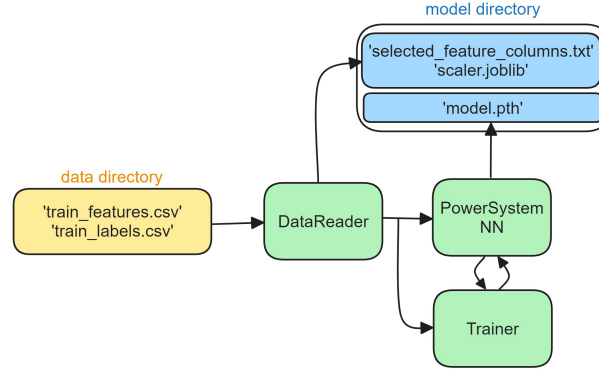 model directory
'selected_feature_columns.txt'
'scaler.joblib'
'model.pth'
data directory
'train_features.csv'
'train_labels.csv'
DataReader
PowerSystem
NN
Trainer